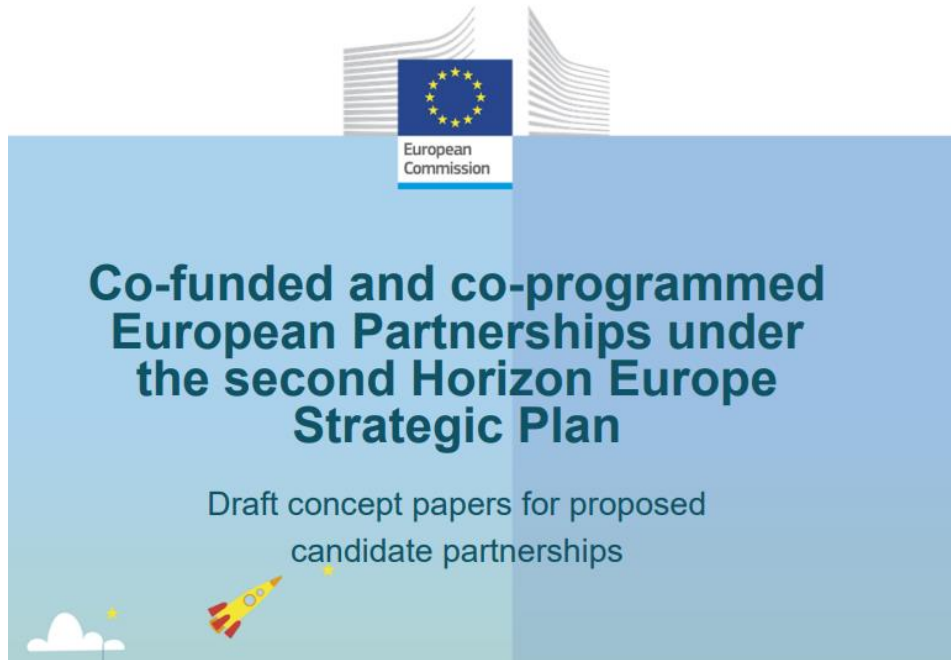 European
Commission
Co-funded and co-programmed
European Partnerships under
the second Horizon Europe
Strategic Plan
Draft concept papers for proposed
candidate partnerships